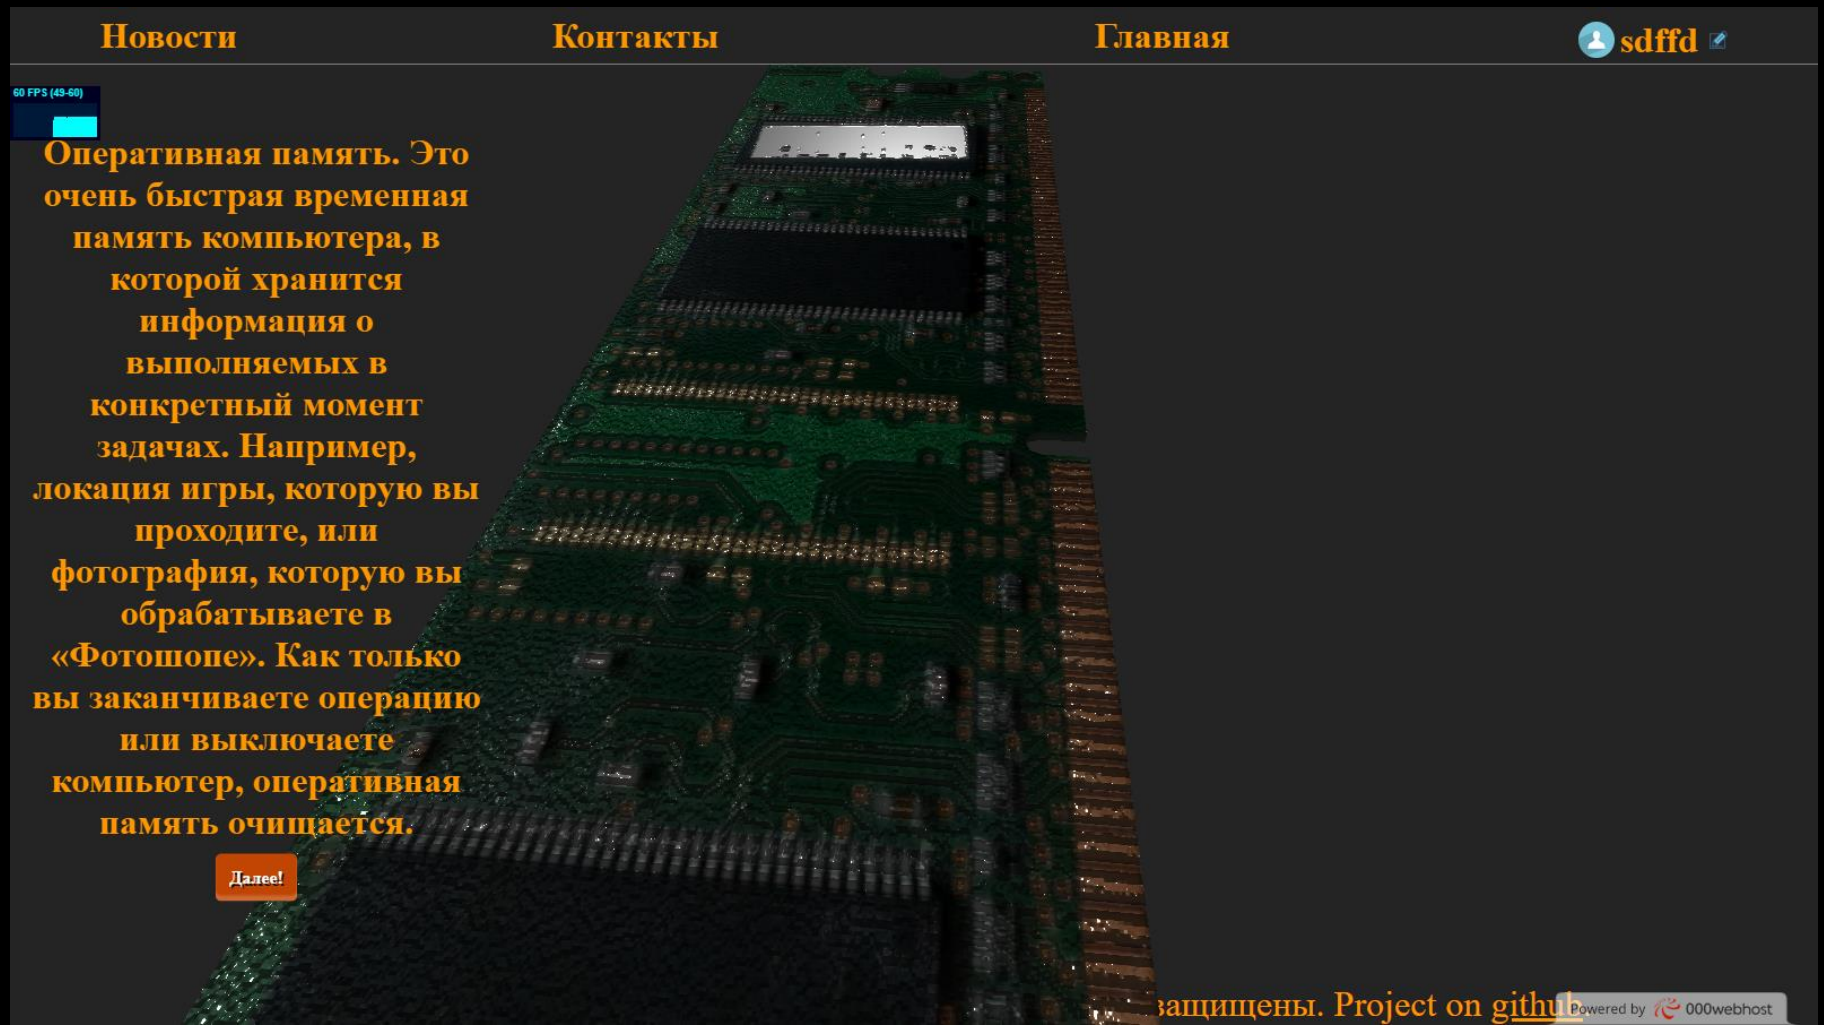 Новости
Контакты
Главная
sdffd
60 FPS (49-60)
Оперативная память. Это
очень быстрая временная
память компьютера, в
которой хранится
информация о
выполняемых в
конкретный момент
задачах. Например,
локация игры, которую вы
проходите, или
фотография, которую вы
обрабатываете в
«Фотошопе». Как только
вы заканчиваете операцию
или выключаете
компьютер, оперативная
память очищается.
Далее!
защищены. Project on github
Powered by 000webhost